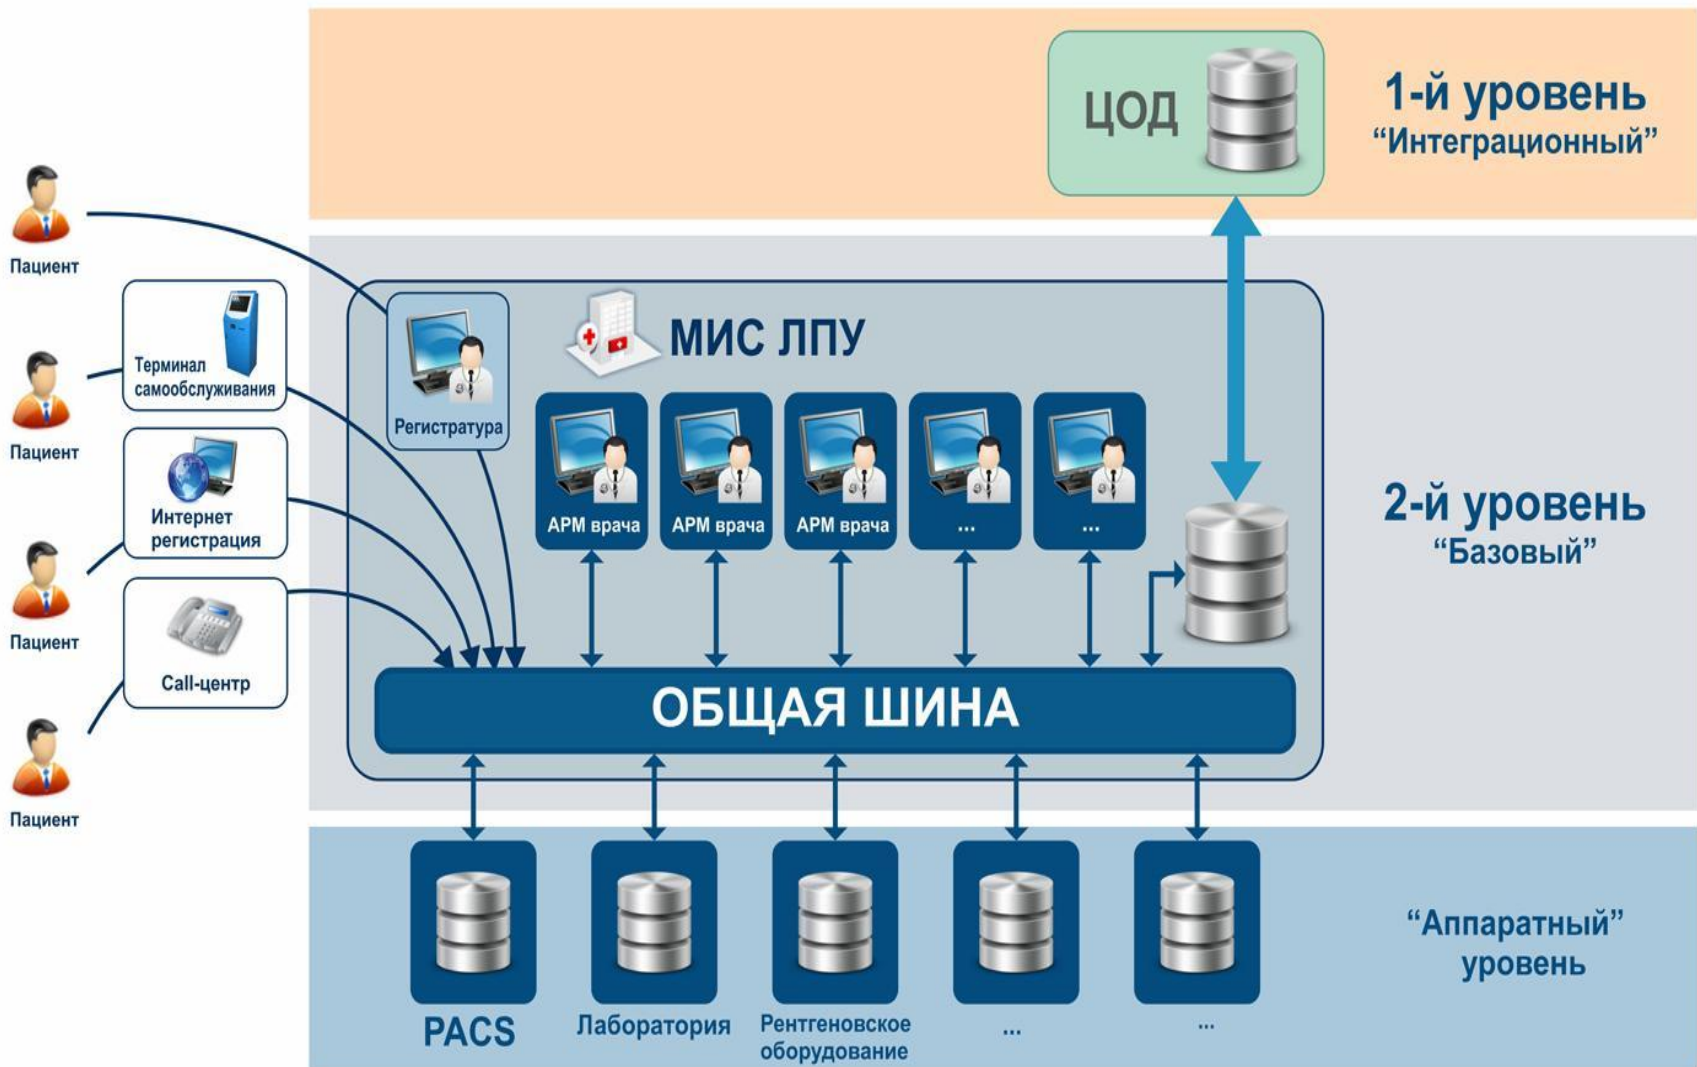 ЦОД
1-й уровень
“Интеграционный”
Пациент
Терминал
самообслуживания
Пациент
Интернет
регистрация
Пациент
Call-центр
Пациент
Регистратура
МИС ЛПУ
АРМ врача
АРМ врача
АРМ врача
...
...
2-й уровень
“Базовый”
ОБЩАЯ ШИНА
PACS
Лаборатория
Рентгеновское
оборудование
...
...
“Аппаратный”
уровень